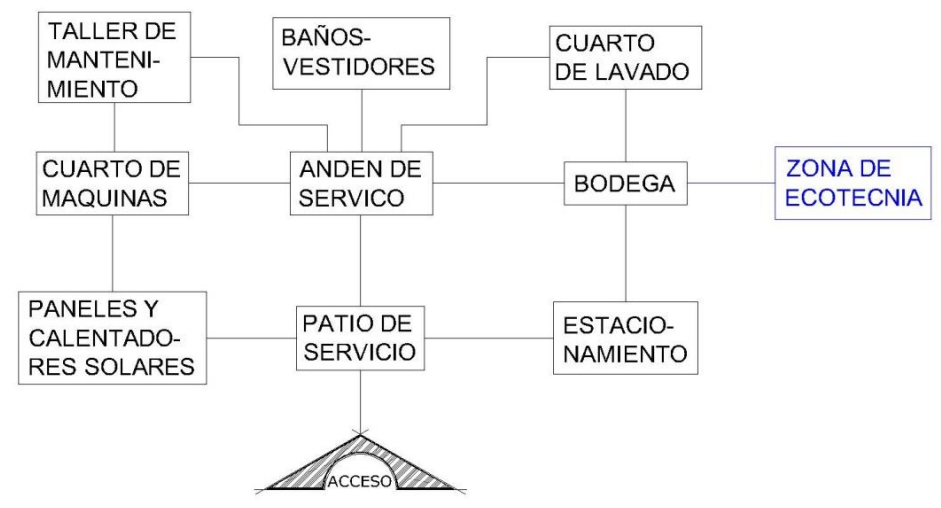 TALLER DE
MANTENI-
MIENTO
BAÑOS-
VESTIDORES
CUARTO
DE LAVADO
CUARTO DE
MAQUINAS
ANDEN DE
SERVICO
BODEGA
ZONA DE
ECOTECNIA
PANELES Y
CALENTADO-
RES SOLARES
PATIO DE
SERVICIO
ESTACIO-
NAMIENTO
ACCESO